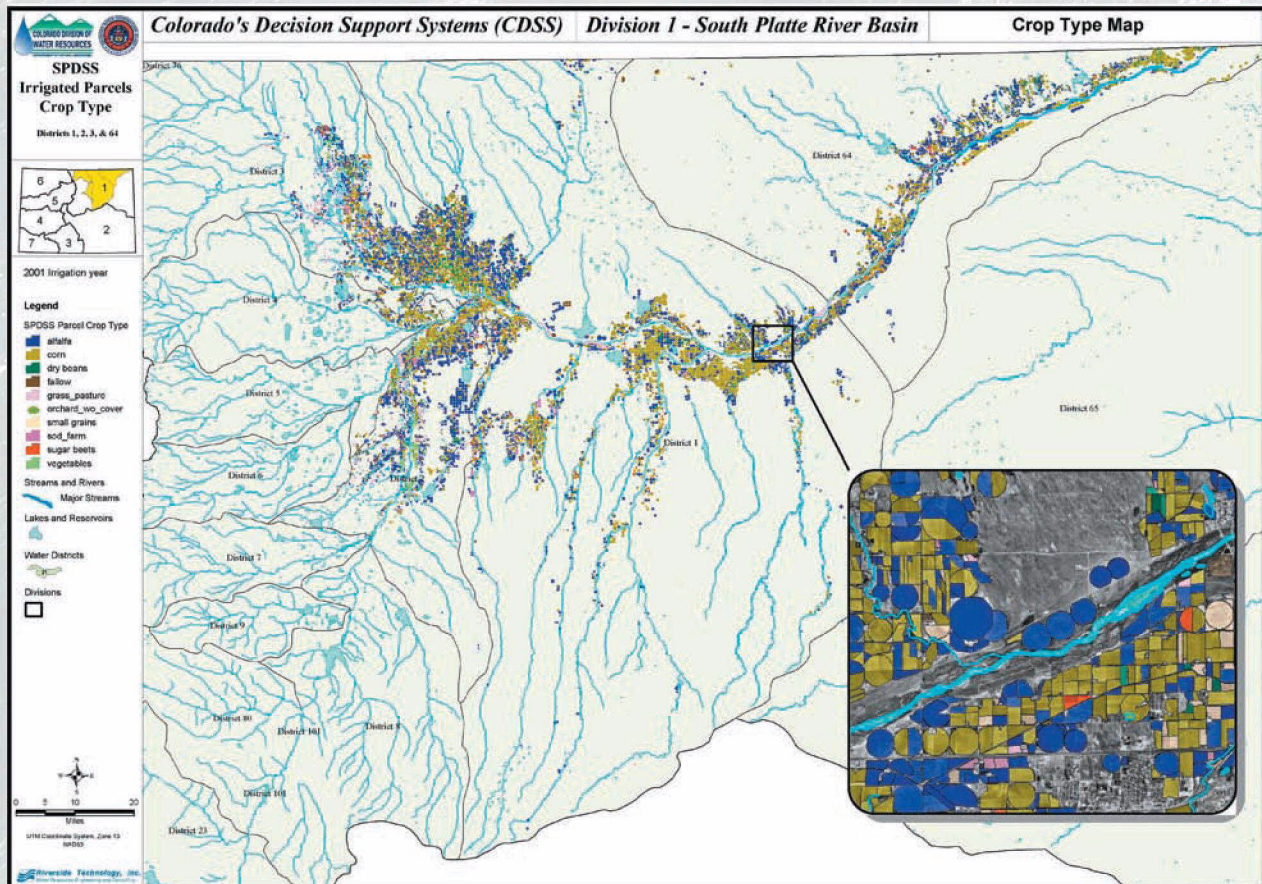 Colorado's Decision Support Systems (CDSS)
Division 1 - South Platte River Basin
Crop Type Map
COLORADO DIVISION OF
WATER RESOURCES
SPDSS
Irrigated Parcels
Crop Type
Districts 1, 2, 3, & 64
6
5
1
4
2
7
3
2001 Irrigation year
Legend
SPDSS Parcel Crop Type
alfalfa
corn
dry beans
fallow
grass_pasture
orchard_wo_cover
small grains
sod_farm
sugar beets
vegetables
Streams and Rivers
Major Streams
Lakes and Reservoirs
Water Districts
Divisions
N
W
E
S
0 5 10 20
Miles
UTM Coordinate System, Zone 13
NAD83
Riverside Technology, inc.
District 76
District 3
District 64
District 4
District 5
District 65
District 1
District 6
District 7
District 9
District 80
District 8
District 101
District 101
District 23